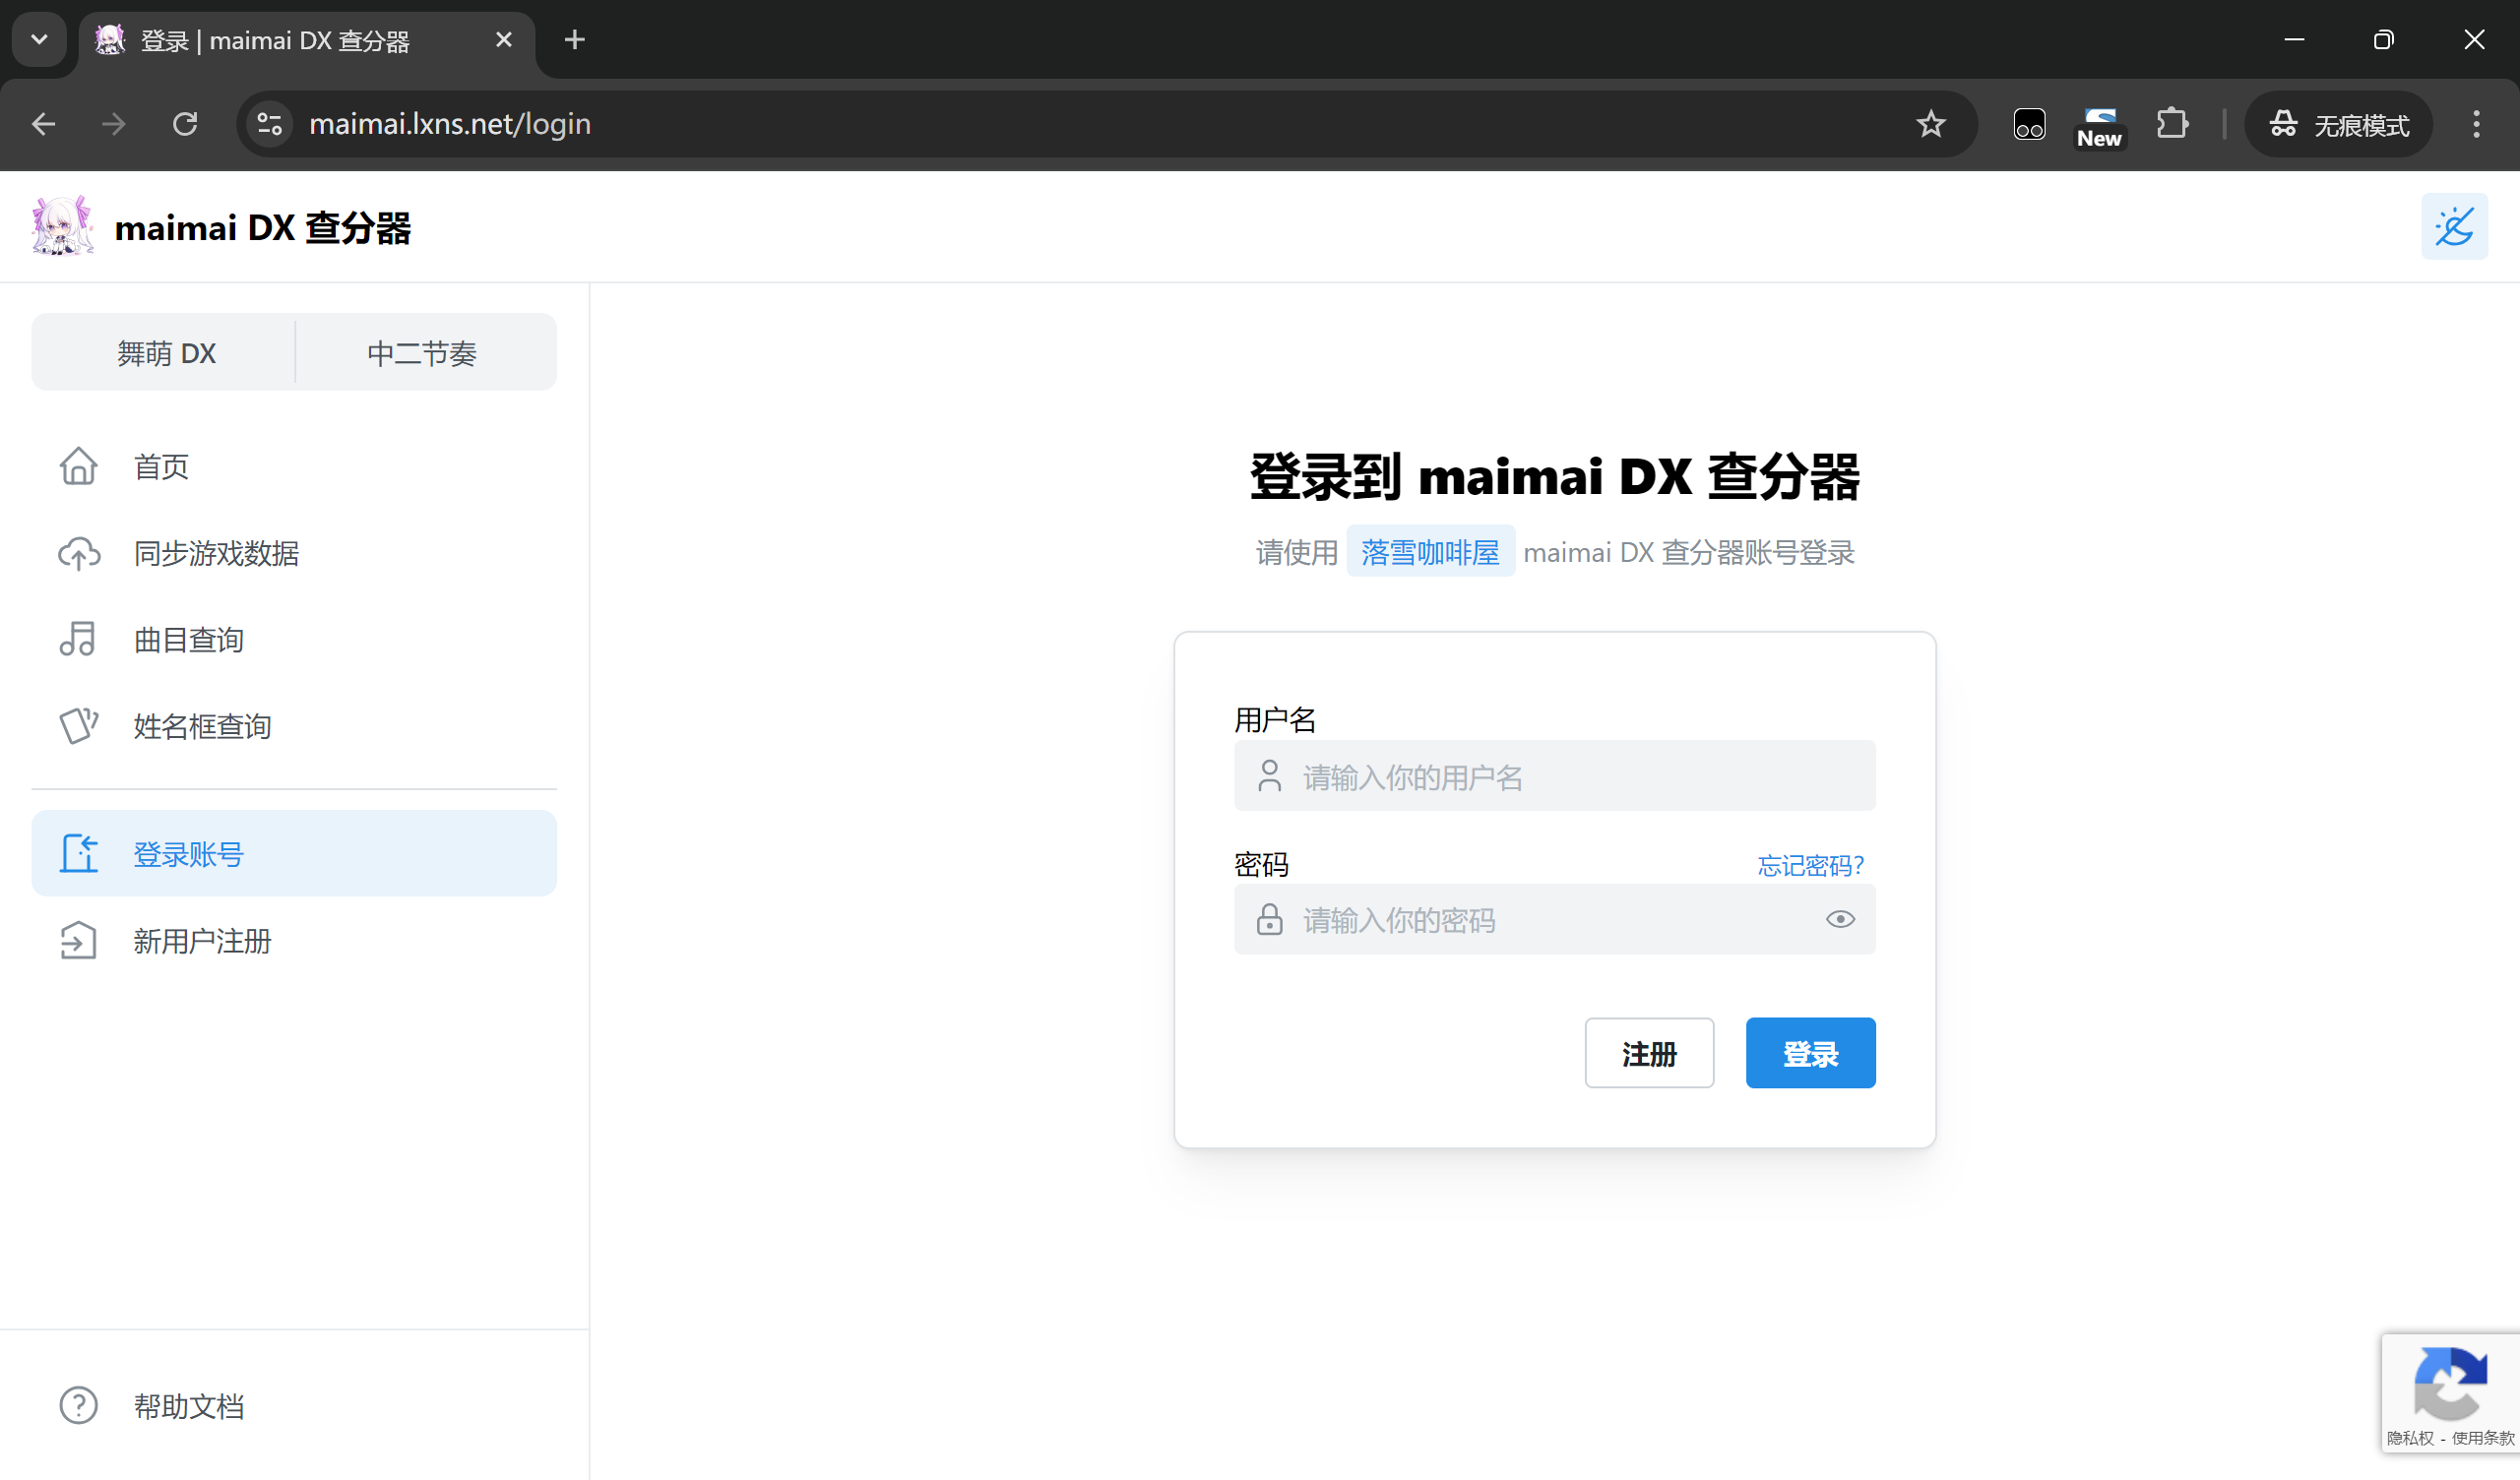 登录 | maimai DX 查分器
maimai.lxns.net/login
New
无痕模式
maimai DX 查分器
舞萌 DX
中二节奏
首页
同步游戏数据
曲目查询
姓名框查询
登录账号
新用户注册
帮助文档
登录到 maimai DX 查分器
请使用 落雪咖啡屋 maimai DX 查分器账号登录
用户名
请输入你的用户名
密码
忘记密码?
请输入你的密码
注册
登录
隐私权 - 使用条款